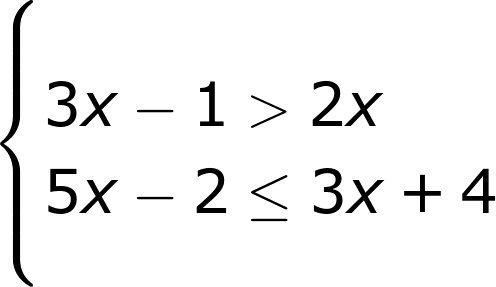 3x − 1 > 2x
5x − 2 ≤ 3x + 4